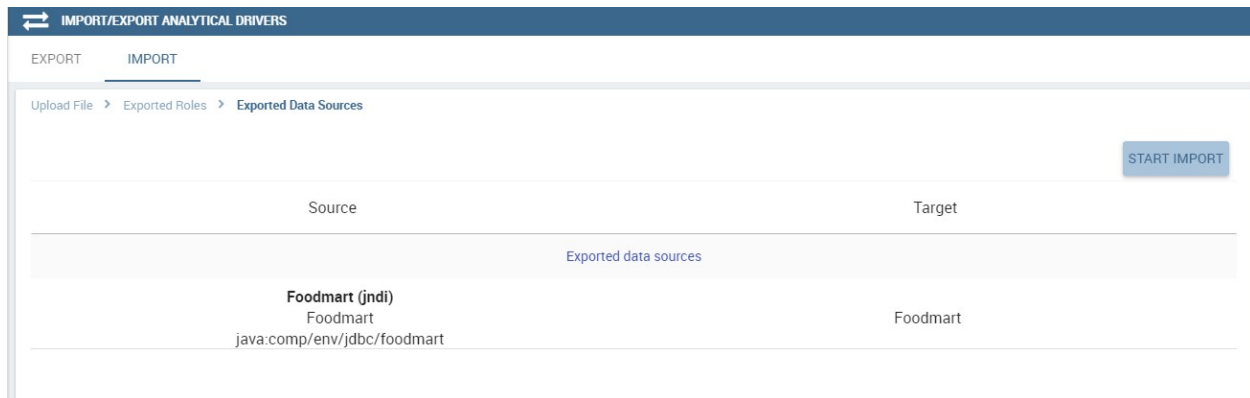 IMPORT/EXPORT ANALYTICAL DRIVERS
EXPORT IMPORT
Upload File > Exported Roles > Exported Data Sources
START IMPORT
Source Target
Exported data sources
Foodmart (jndi)
Foodmart Foodmart
java:comp/env/jdbc/foodmart